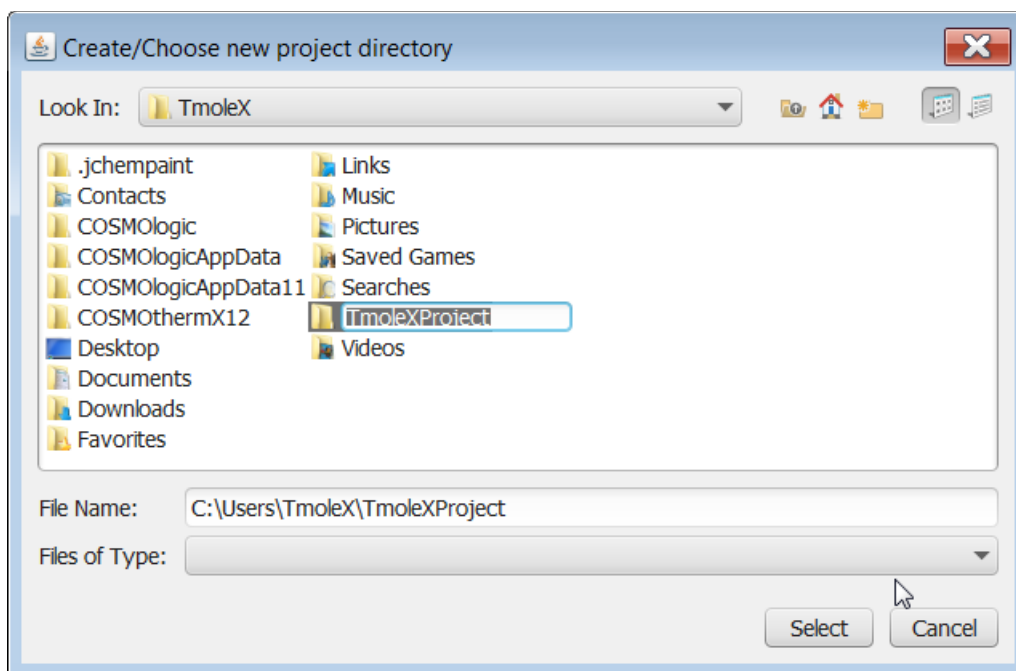 Create/Choose new project directory
Look In: TmoleX
.jchempaint Links
Contacts Music
COSMOlogic Pictures
COSMOlogicAppData Saved Games
COSMOlogicAppData11 Searches
COSMOthermX12 TmoleXProject
Desktop Videos
Documents
Downloads
Favorites
File Name: C:\Users\TmoleX\TmoleXProject
Files of Type:
Select Cancel